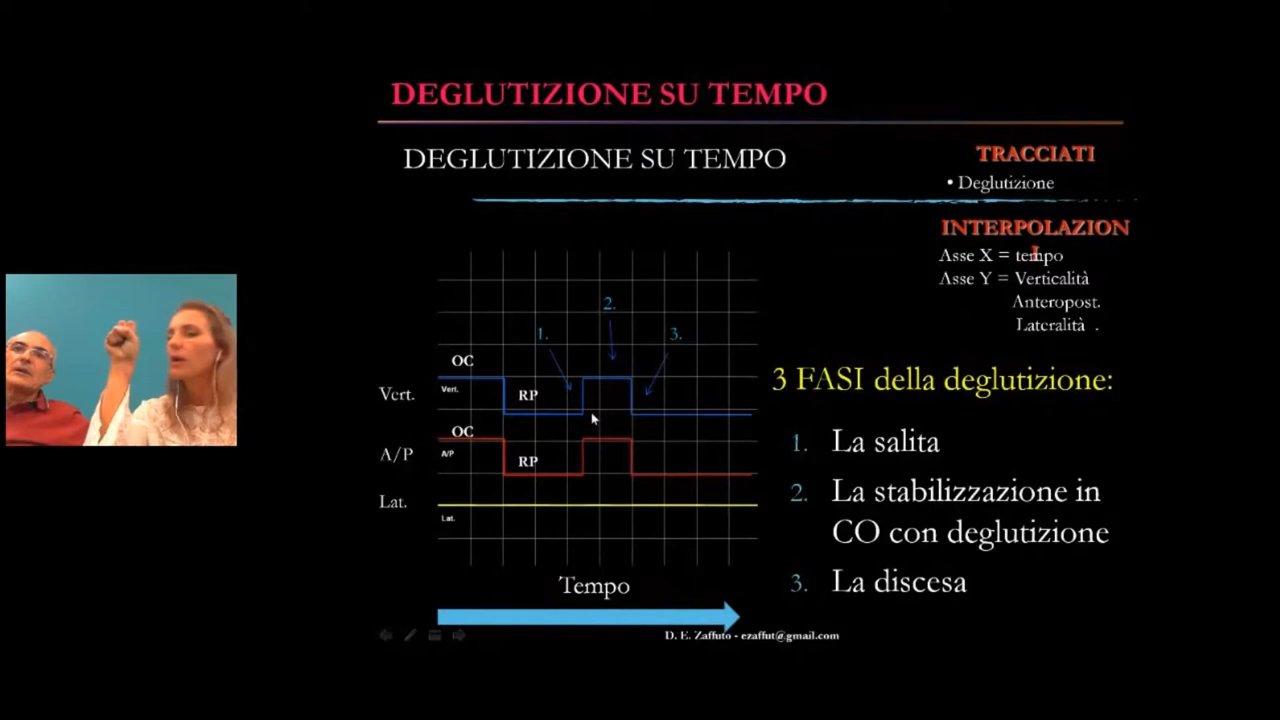 DEGLUTIZIONE SU TEMPO
DEGLUTIZIONE SU TEMPO
TRACCIATI
• Deglutizione
INTERPOLAZION
I
Asse X = tempo
Asse Y = Verticalità
Anteropost.
Lateralità .
1.
2.
3.
OC
Vert.
Vert.
RP
OC
A/P
A/P
RP
Lat.
Lat.
Tempo
3 FASI della deglutizione:
1. La salita
2. La stabilizzazione in
CO con deglutizione
3. La discesa
D. E. Zaffuto - ezaffut@gmail.com